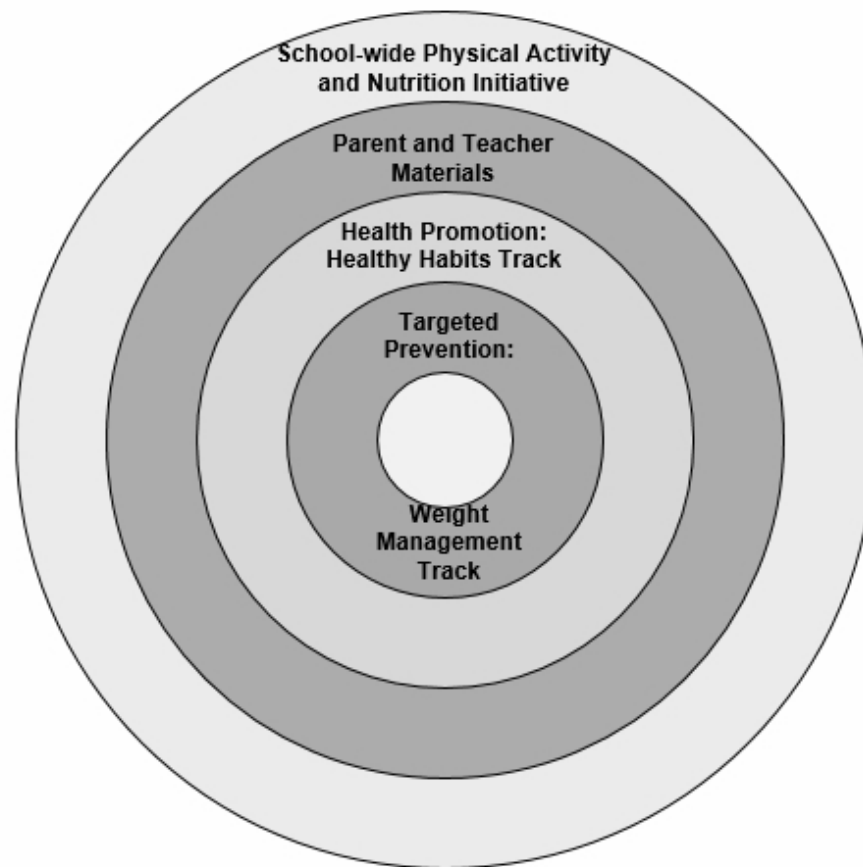 School-wide Physical Activity
and Nutrition Initiative
Parent and Teacher
Materials
Health Promotion:
Healthy Habits Track
Targeted
Prevention:
Weight
Management
Track